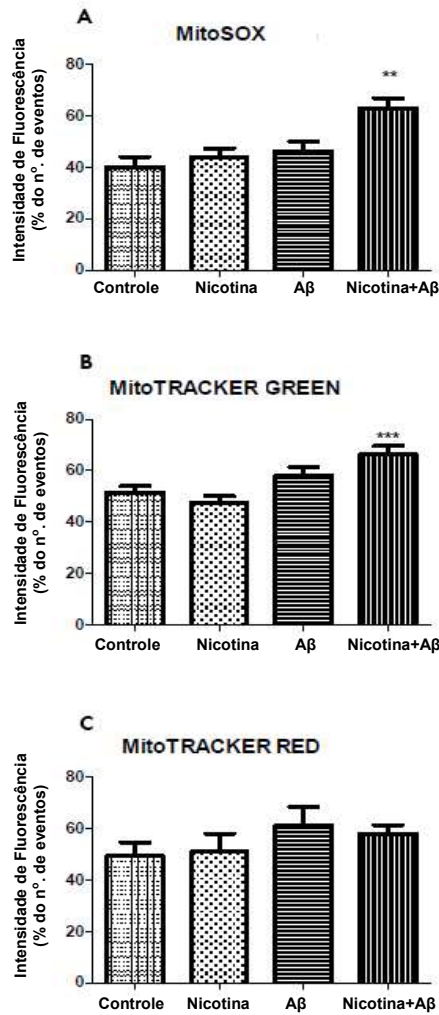 A
MitoSOX
Intensidade de Fluorescência
(% do nº. de eventos)
80
60
40
20
0
**
Controle Nicotina Aβ Nicotina+Aβ
B
MitoTRACKER GREEN
Intensidade de Fluorescência
(% do nº. de eventos)
80
60
40
20
0
***
Controle Nicotina Aβ Nicotina+Aβ
C
MitoTRACKER RED
Intensidade de Fluorescência
(% do nº. de eventos)
80
60
40
20
0
Controle Nicotina Aβ Nicotina+Aβ